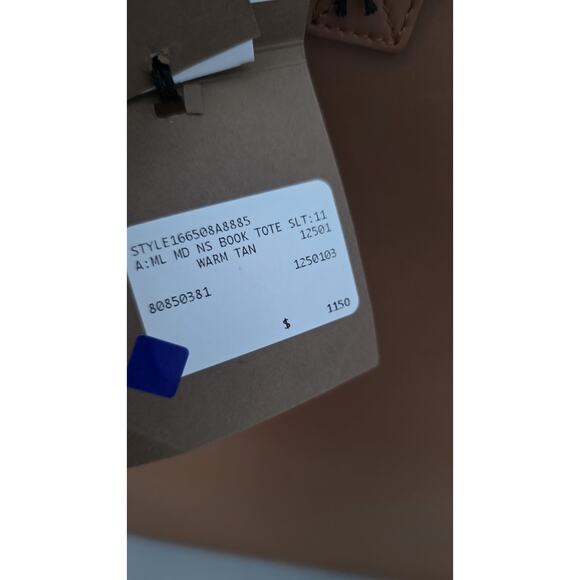 STYLE166508A8885
A:ML MD NS BOOK TOTE SLT:11
WARM TAN 12501
80850381 1250103
$ 1150